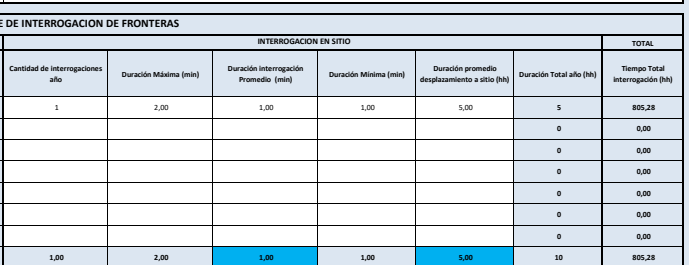 E DE INTERROGACION DE FRONTERAS
INTERROGACION EN SITIO TOTAL
Cantidad de interrogaciones año Duración Máxima (min) Duración interrogación Promedio (min) Duración Mínima (min) Duración promedio desplazamiento a sitio (hh) Duración Total año (hh) Tiempo Total interrogación (hh)
1 2,00 1,00 1,00 5,00 5 805,28
0 0,00
0 0,00
0 0,00
0 0,00
0 0,00
0 0,00
1,00 2,00 1,00 1,00 5,00 10 805,28